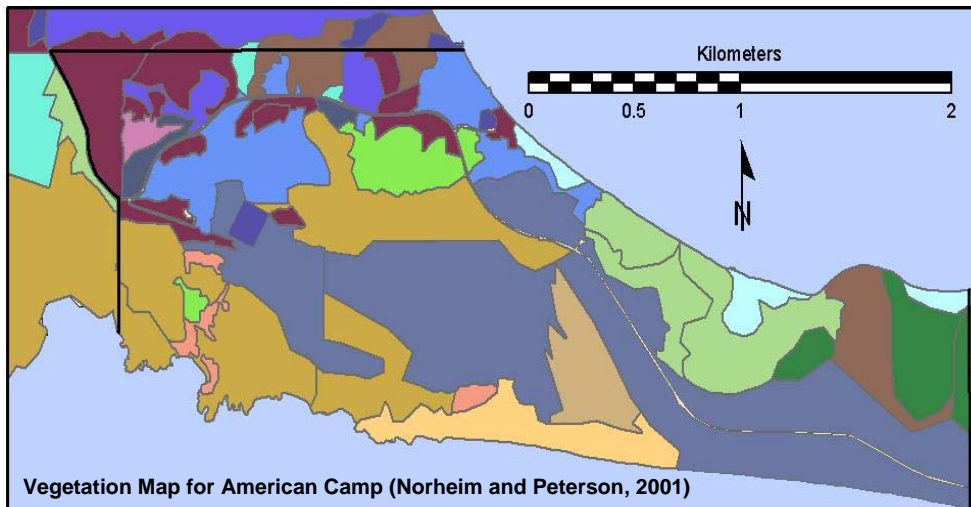 Kilometers
0 0.5 1 2
N
Vegetation Map for American Camp (Norheim and Peterson, 2001)